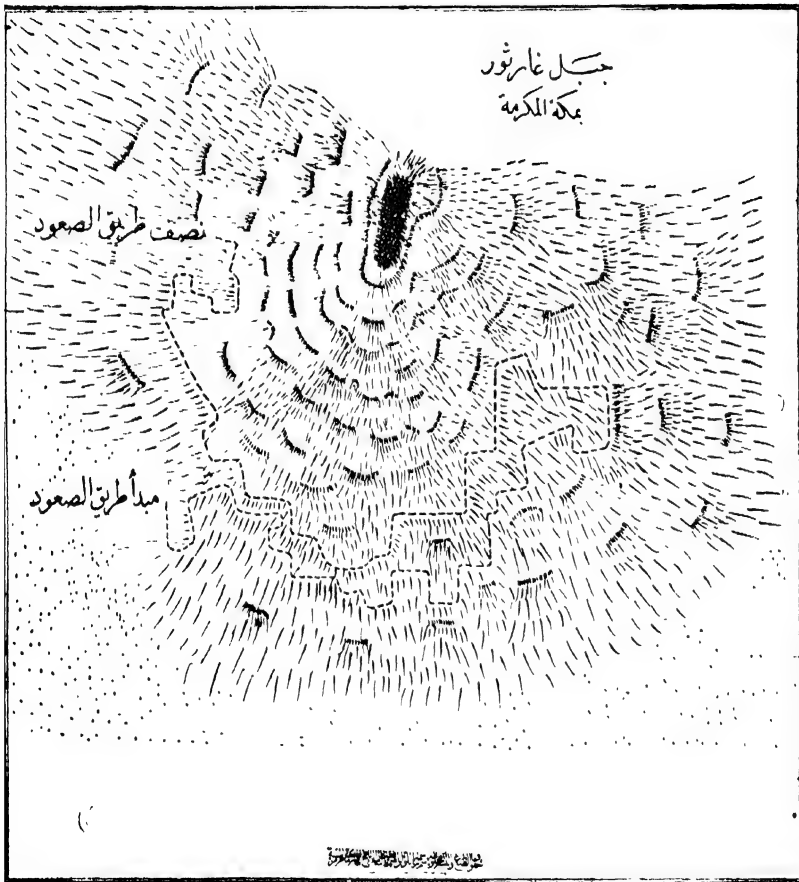 جبل غار ثور
بمكة المكرمة
نصف طريق الصعود
مبدأ طريق الصعود